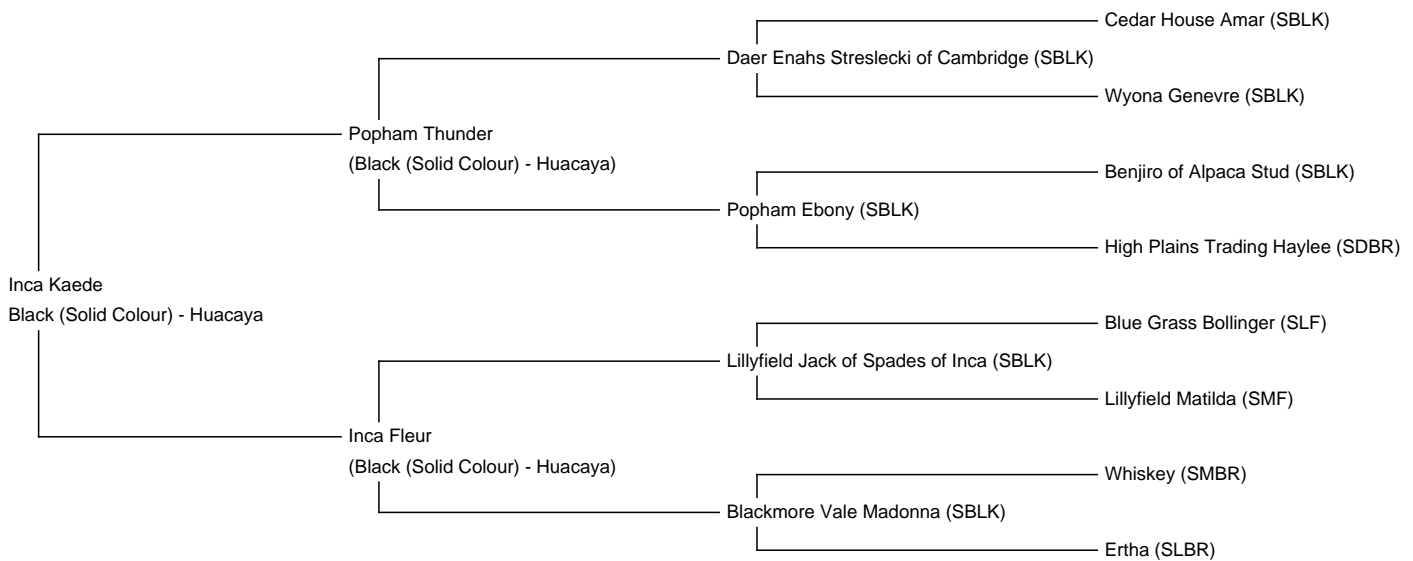 Cedar House Amar (SBLK)
Daer Enahs Streslecki of Cambridge (SBLK)
Wyona Genevre (SBLK)
Popham Thunder
(Black (Solid Colour) - Huacaya)
Benjiro of Alpaca Stud (SBLK)
Popham Ebony (SBLK)
High Plains Trading Haylee (SDBR)
Inca Kaede
Black (Solid Colour) - Huacaya
Blue Grass Bollinger (SLF)
Lillyfield Jack of Spades of Inca (SBLK)
Lillyfield Matilda (SMF)
Inca Fleur
(Black (Solid Colour) - Huacaya)
Whiskey (SMBR)
Blackmore Vale Madonna (SBLK)
Ertha (SLBR)